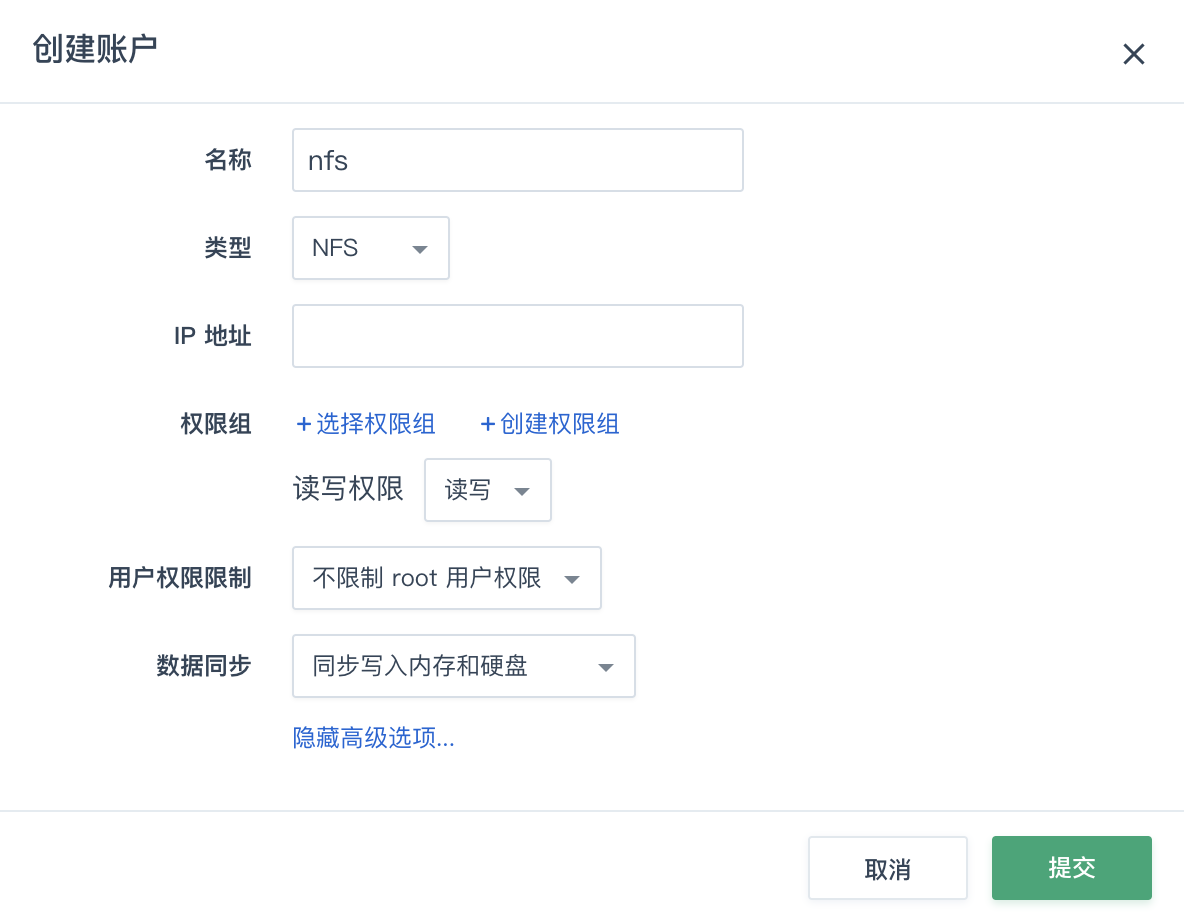 创建账户
名称 nfs
类型 NFS
IP 地址
权限组 +选择权限组 +创建权限组
读写权限 读写
用户权限限制 不限制 root 用户权限
数据同步 同步写入内存和硬盘
隐藏高级选项...
取消 提交